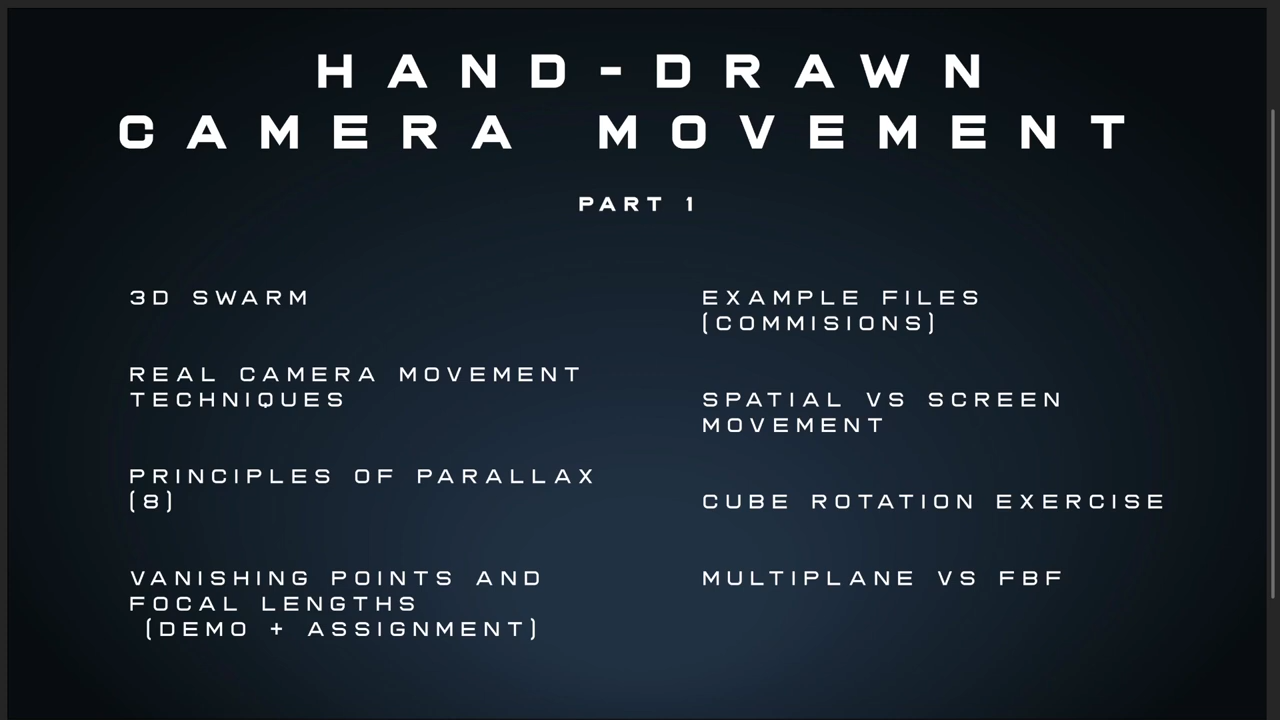 HAND-DRAWN
CAMERA MOVEMENT
PART 1
3D SWARM
REAL CAMERA MOVEMENT
TECHNIQUES
PRINCIPLES OF PARALLAX
(8)
VANISHING POINTS AND
FOCAL LENGTHS
(DEMO + ASSIGNMENT)
EXAMPLE FILES
(COMMISIONS)
SPATIAL VS SCREEN
MOVEMENT
CUBE ROTATION EXERCISE
MULTIPLANE VS FBF